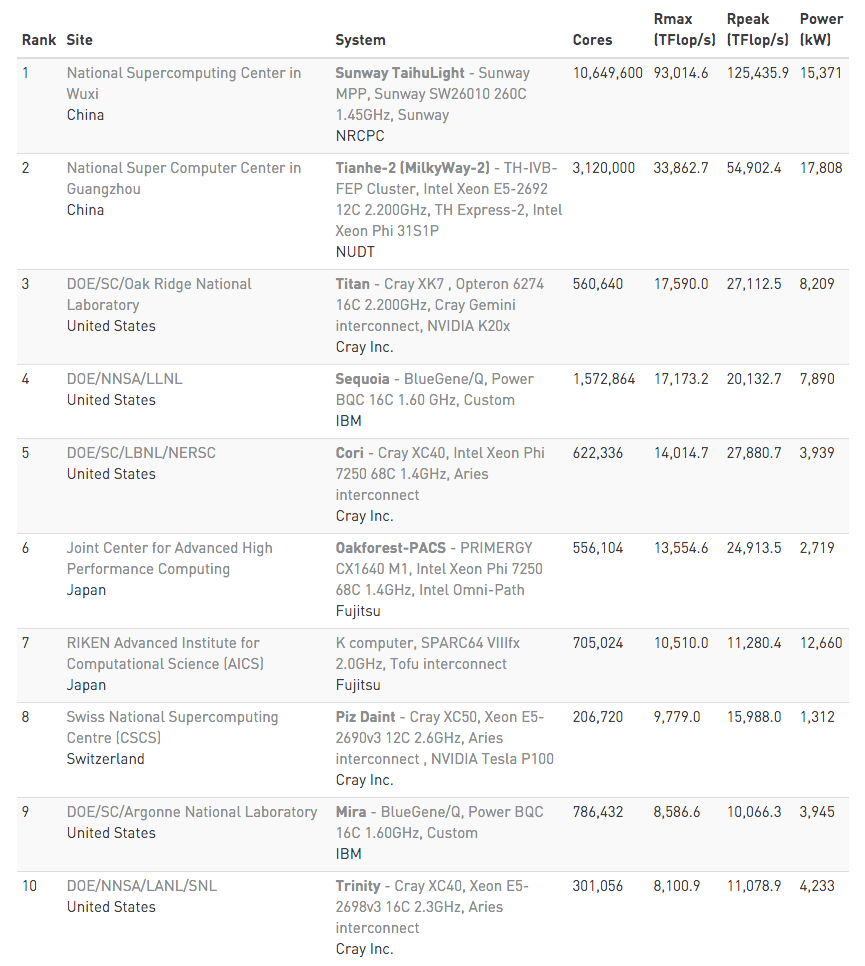 Rank Site System Cores Rmax (TFlop/s) Rpeak (TFlop/s) Power (kW)
1 National Supercomputing Center in Sunway TaihuLight - Sunway 10,649,600 93,014.6 125,435.9 15,371
Wuxi MPP, Sunway SW26010 260C
China 1.45GHz, Sunway
NRCPC
2 National Super Computer Center in Tianhe-2 (MilkyWay-2) - TH-IVB- 3,120,000 33,862.7 54,902.4 17,808
Guangzhou FEP Cluster, Intel Xeon E5-2692
China 12C 2.200GHz, TH Express-2, Intel
Xeon Phi 31S1P
NUDT
3 DOE/SC/Oak Ridge National Titan - Cray XK7 , Opteron 6274 560,640 17,590.0 27,112.5 8,209
Laboratory 16C 2.200GHz, Cray Gemini
United States interconnect, NVIDIA K20x
Cray Inc.
4 DOE/NNSA/LLNL Sequoia - BlueGene/Q, Power 1,572,864 17,173.2 20,132.7 7,890
United States BQC 16C 1.60 GHz, Custom
IBM
5 DOE/SC/LBNL/NERSC Cori - Cray XC40, Intel Xeon Phi 622,336 14,014.7 27,880.7 3,939
United States 7250 68C 1.4GHz, Aries
interconnect
Cray Inc.
6 Joint Center for Advanced High Oakforest-PACS - PRIMERGY 556,104 13,554.6 24,913.5 2,719
Performance Computing CX1640 M1, Intel Xeon Phi 7250
Japan 68C 1.4GHz, Intel Omni-Path
Fujitsu
7 RIKEN Advanced Institute for K computer, SPARC64 VIIIfx 705,024 10,510.0 11,280.4 12,660
Computational Science (AICS) 2.0GHz, Tofu interconnect
Japan Fujitsu
8 Swiss National Supercomputing Piz Daint - Cray XC50, Xeon E5- 206,720 9,779.0 15,988.0 1,312
Centre (CSCS) 2690v3 12C 2.6GHz, Aries
Switzerland interconnect , NVIDIA Tesla P100
Cray Inc.
9 DOE/SC/Argonne National Laboratory Mira - BlueGene/Q, Power BQC 786,432 8,586.6 10,066.3 3,945
United States 16C 1.60GHz, Custom
IBM
10 DOE/NNSA/LANL/SNL Trinity - Cray XC40, Xeon E5- 301,056 8,100.9 11,078.9 4,233
United States 2698v3 16C 2.3GHz, Aries
interconnect
Cray Inc.